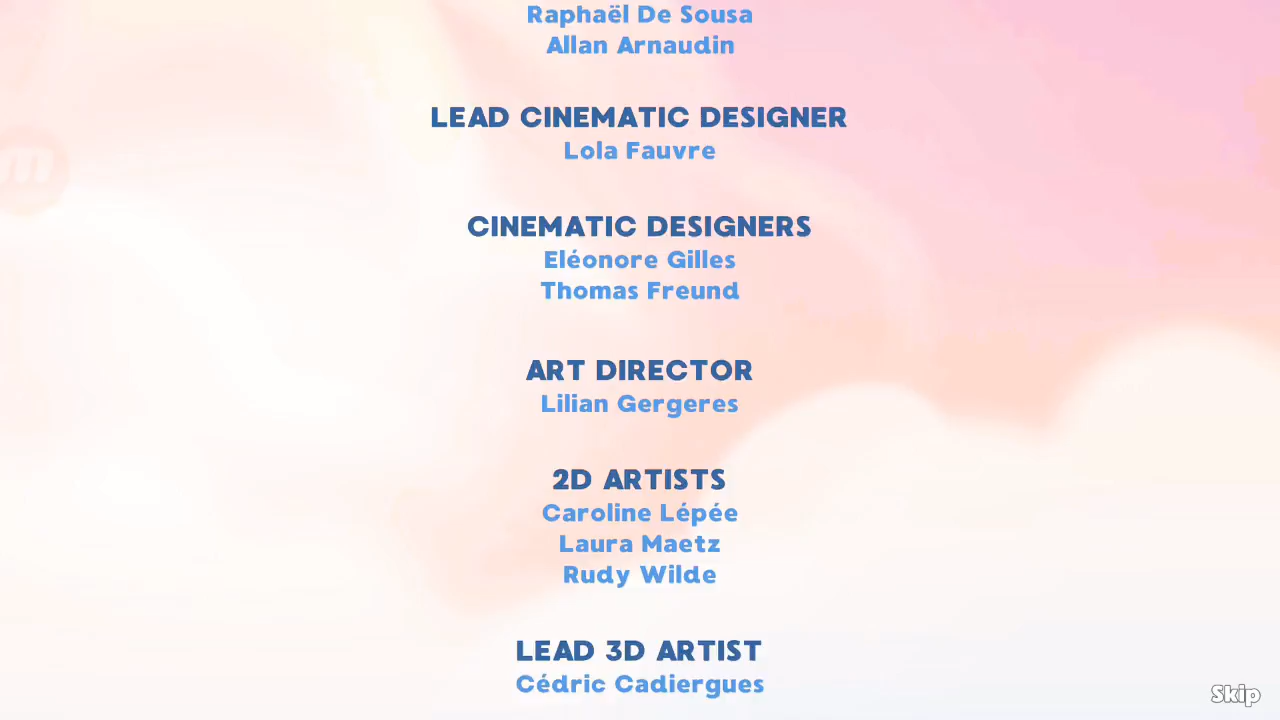 Raphaël De Sousa
Allan Arnaudin
LEAD CINEMATIC DESIGNER
Lola Fauvre
CINEMATIC DESIGNERS
Eléonore Gilles
Thomas Freund
ART DIRECTOR
Lilian Gergeres
2D ARTISTS
Caroline Lépée
Laura Maetz
Rudy Wilde
LEAD 3D ARTIST
Cédric Cadiergues
Skip